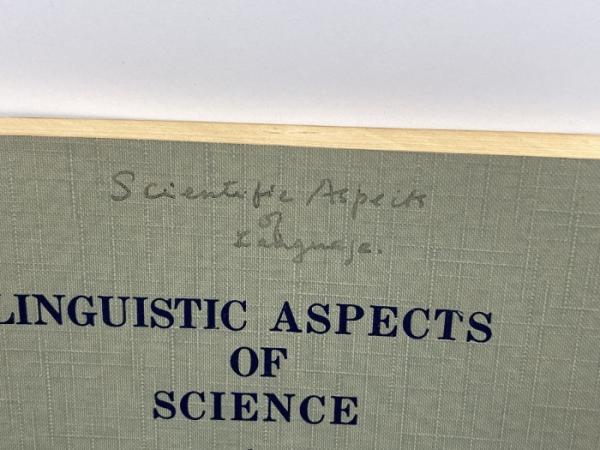 Scientific Aspects
of
Language.
LINGUISTIC ASPECTS
OF
SCIENCE